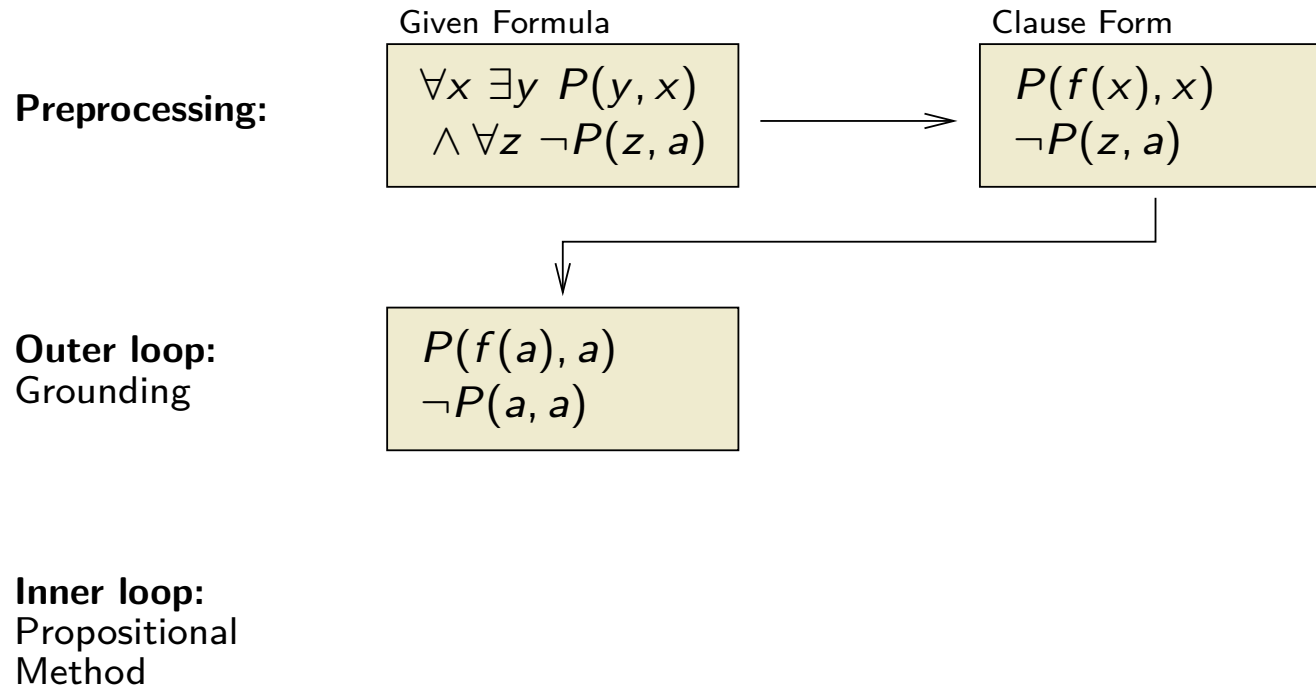 Given Formula
Clause Form
Preprocessing:
∀x ∃y P(y, x)
∧ ∀z ¬P(z, a)
P(f(x), x)
¬P(z, a)
Outer loop:
Grounding
P(f(a), a)
¬P(a, a)
Inner loop:
Propositional
Method